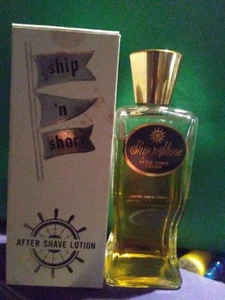 ship
'n
shore
AFTER SHAVE LOTION
Ship'n Shore
AFTER SHAVE
LOTION